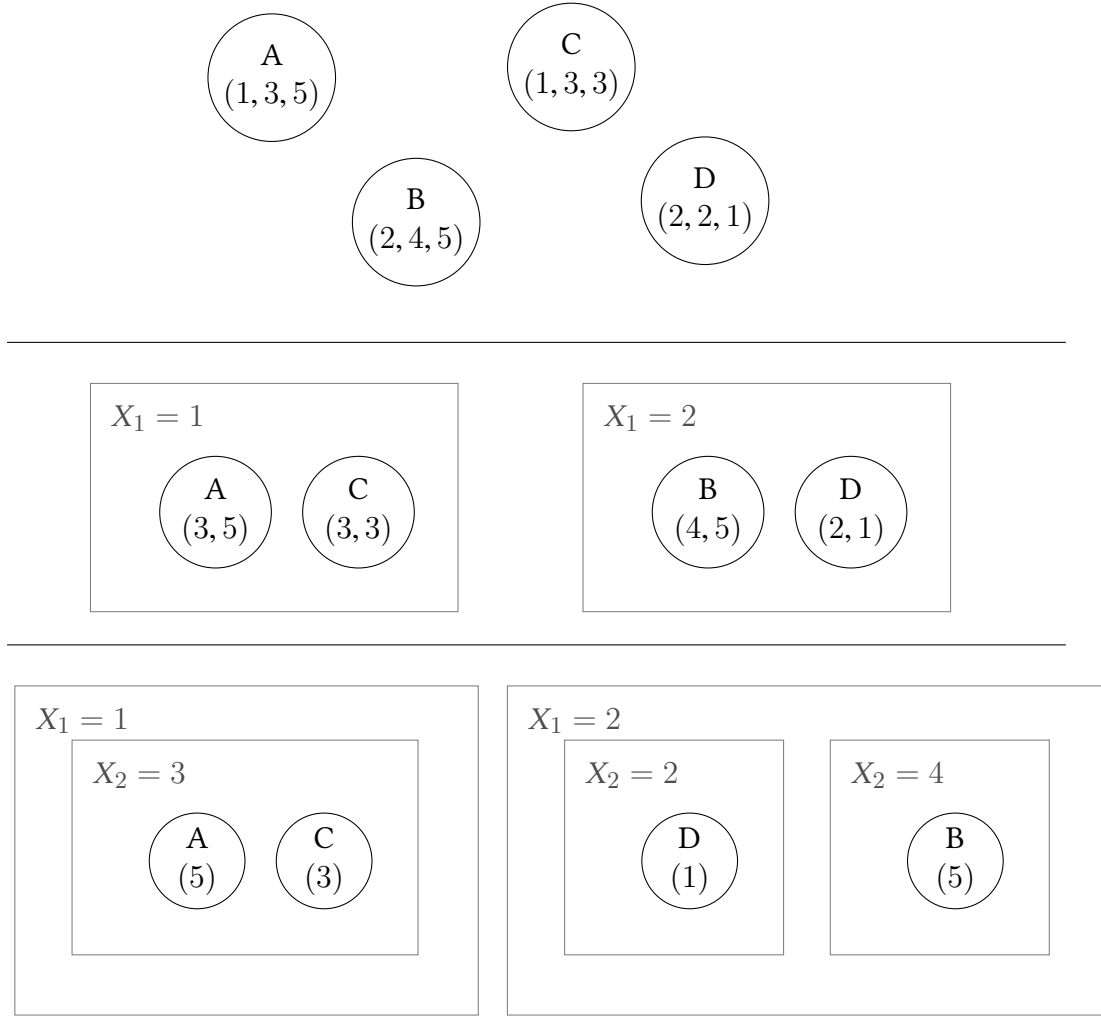 A
(1, 3, 5)
C
(1, 3, 3)
B
(2, 4, 5)
D
(2, 2, 1)
X₁ = 1
A
(3, 5)
C
(3, 3)
X₁ = 2
B
(4, 5)
D
(2, 1)
X₁ = 1
X₂ = 3
A
(5)
C
(3)
X₁ = 2
X₂ = 2
D
(1)
X₂ = 4
B
(5)